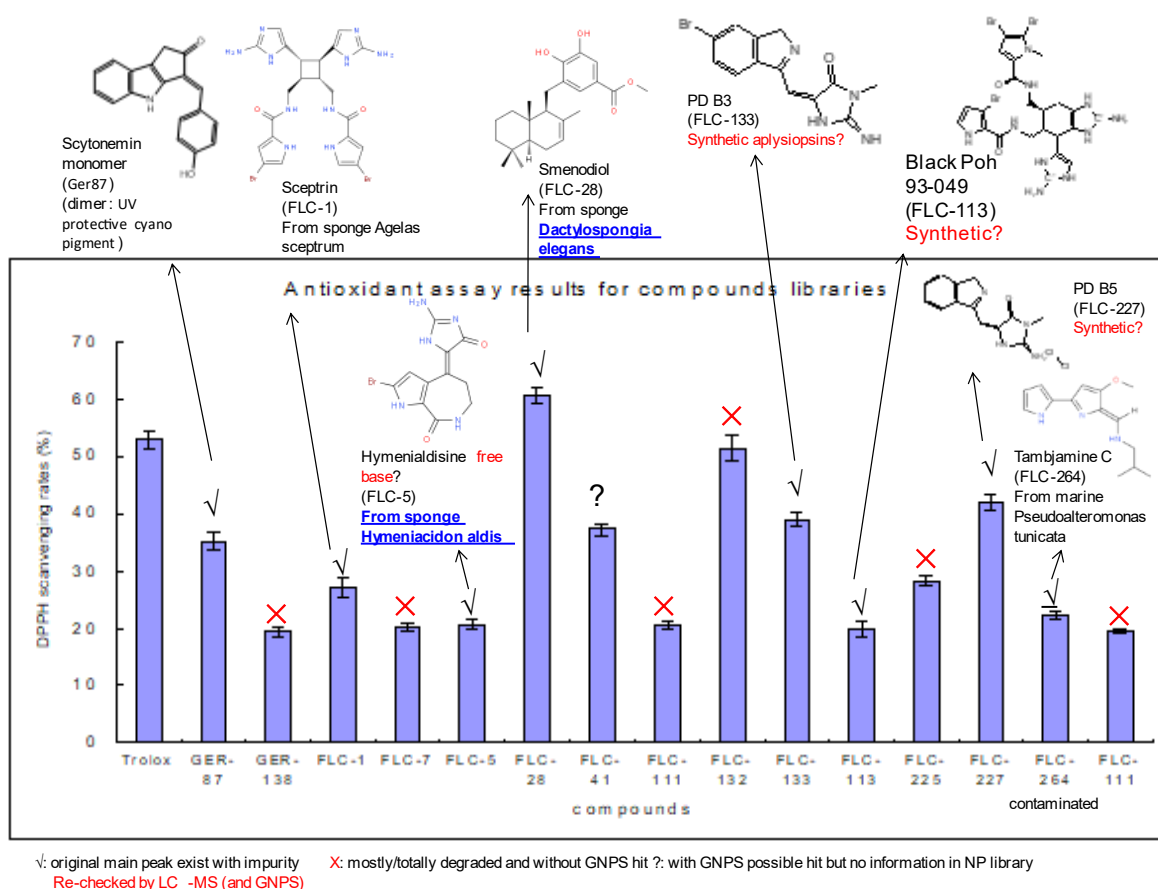 Scytonemin
monomer
(Ger87)
(dimer: UV
protective cyano
pigment )
Sceptrin
(FLC-1)
From sponge Agelas
sceptrum
Smenodiol
(FLC-28)
From sponge
Dactylospongia
elegans
PD B3
(FLC-133)
Synthetic aplysiopsins?
Black Poh
93-049
(FLC-113)
Synthetic?
Antioxidant assay results for compounds libraries
PD B5
(FLC-227)
Synthetic?
Hymenialdisine free
base?
(FLC-5)
From sponge
Hymeniacidon aldis
Tambjamine C
(FLC-264)
From marine
Pseudoalteromonas
tunicata
DPPH scanvenging rates (%)
70
60
50
40
30
20
10
0
√ X √ X √ √ ? X X √ √ X √ √ X
Trolox GER-87 GER-138 FLC-1 FLC-7 FLC-5 FLC-28 FLC-41 FLC-111 FLC-132 FLC-133 FLC-113 FLC-225 FLC-227 FLC-264 FLC-111
compounds
contaminated
√: original main peak exist with impurity X: mostly/totally degraded and without GNPS hit ?: with GNPS possible hit but no information in NP library
Re-checked by LC -MS (and GNPS)